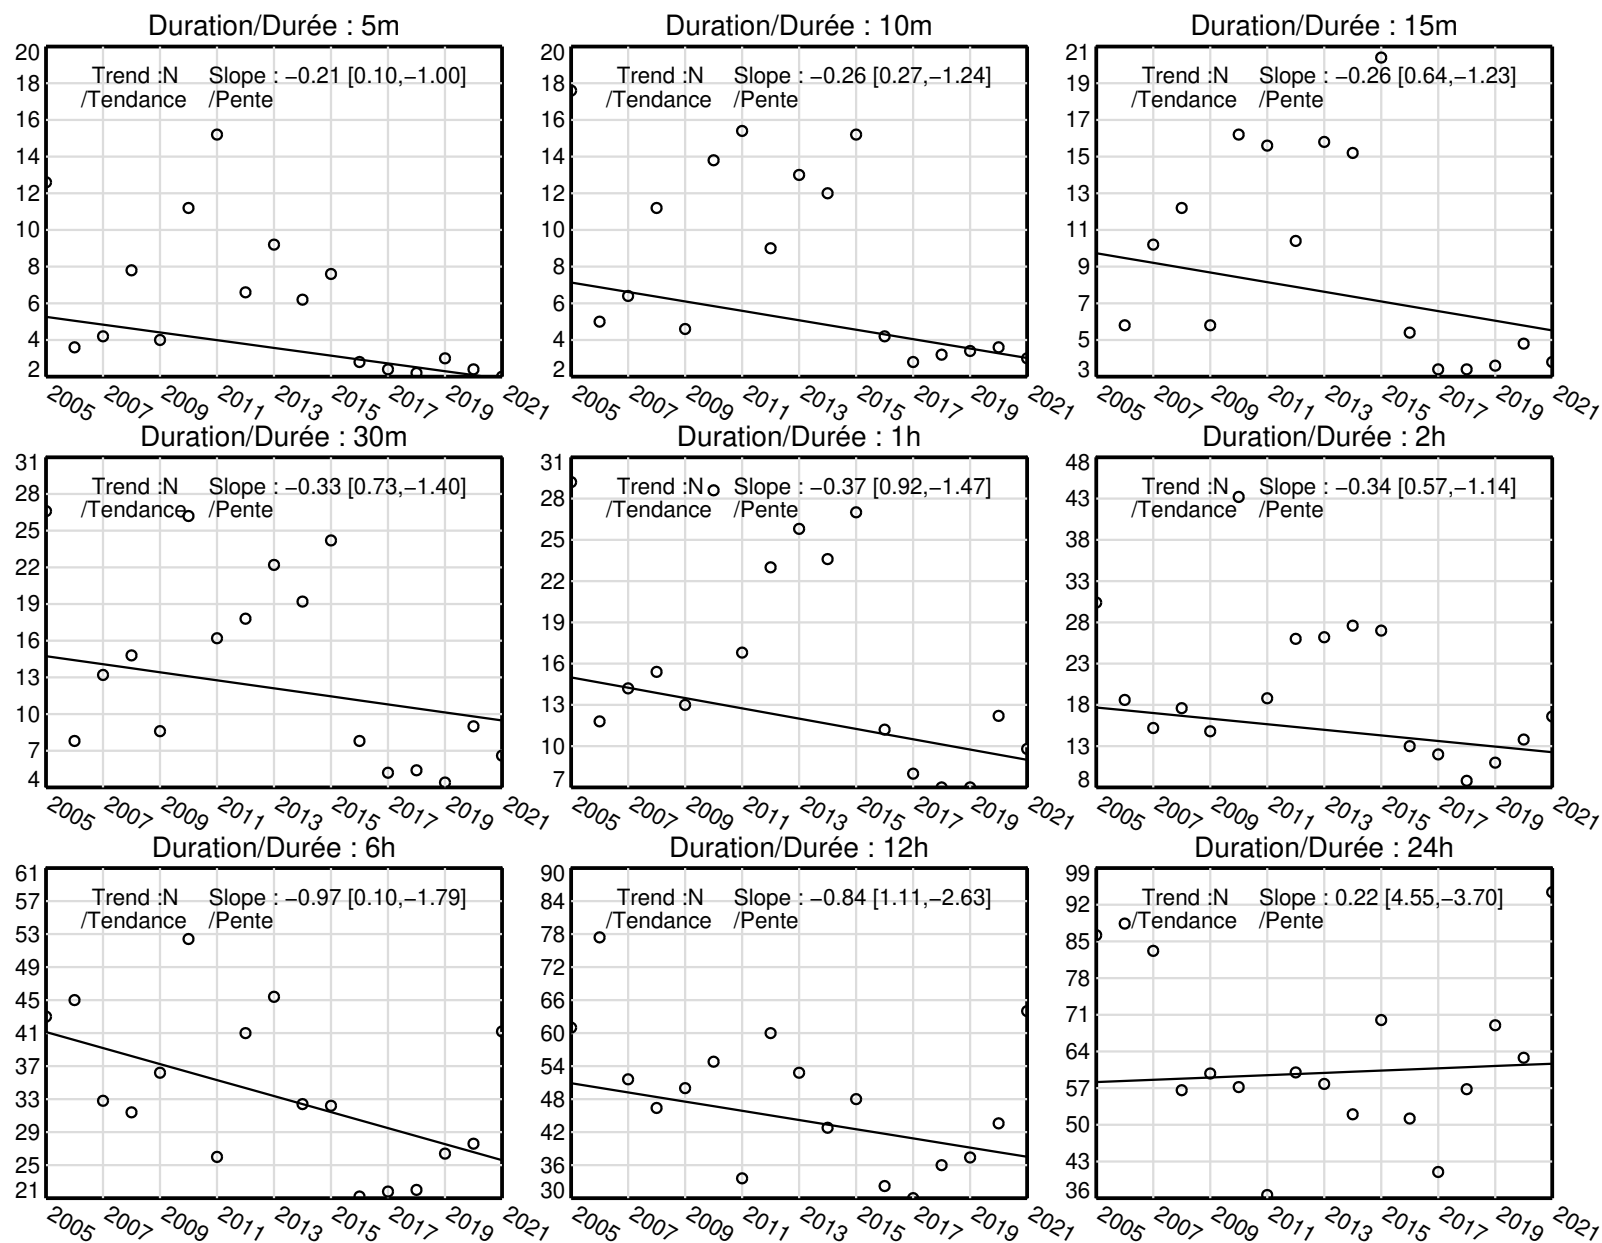 Duration/Durée : 5m
20
18
16
14
12
10
8
6
4
2
Trend :N Slope : −0.21 [0.10,−1.00]
/Tendance /Pente
2005 2007 2009 2011 2013 2015 2017 2019 2021
Duration/Durée : 10m
20
18
16
14
12
10
8
6
4
2
Trend :N Slope : −0.26 [0.27,−1.24]
/Tendance /Pente
2005 2007 2009 2011 2013 2015 2017 2019 2021
Duration/Durée : 15m
21
19
17
15
13
11
9
7
5
3
Trend :N Slope : −0.26 [0.64,−1.23]
/Tendance /Pente
2005 2007 2009 2011 2013 2015 2017 2019 2021
Duration/Durée : 30m
31
28
25
22
19
16
13
10
7
4
Trend :N Slope : −0.33 [0.73,−1.40]
/Tendance /Pente
2005 2007 2009 2011 2013 2015 2017 2019 2021
Duration/Durée : 1h
31
28
25
22
19
16
13
10
7
Trend :N Slope : −0.37 [0.92,−1.47]
/Tendance /Pente
2005 2007 2009 2011 2013 2015 2017 2019 2021
Duration/Durée : 2h
48
43
38
33
28
23
18
13
8
Trend :N Slope : −0.34 [0.57,−1.14]
/Tendance /Pente
2005 2007 2009 2011 2013 2015 2017 2019 2021
Duration/Durée : 6h
61
57
53
49
45
41
37
33
29
25
21
Trend :N Slope : −0.97 [0.10,−1.79]
/Tendance /Pente
2005 2007 2009 2011 2013 2015 2017 2019 2021
Duration/Durée : 12h
90
84
78
72
66
60
54
48
42
36
30
Trend :N Slope : −0.84 [1.11,−2.63]
/Tendance /Pente
2005 2007 2009 2011 2013 2015 2017 2019 2021
Duration/Durée : 24h
99
92
85
78
71
64
57
50
43
36
Trend :N Slope : 0.22 [4.55,−3.70]
/Tendance /Pente
2005 2007 2009 2011 2013 2015 2017 2019 2021